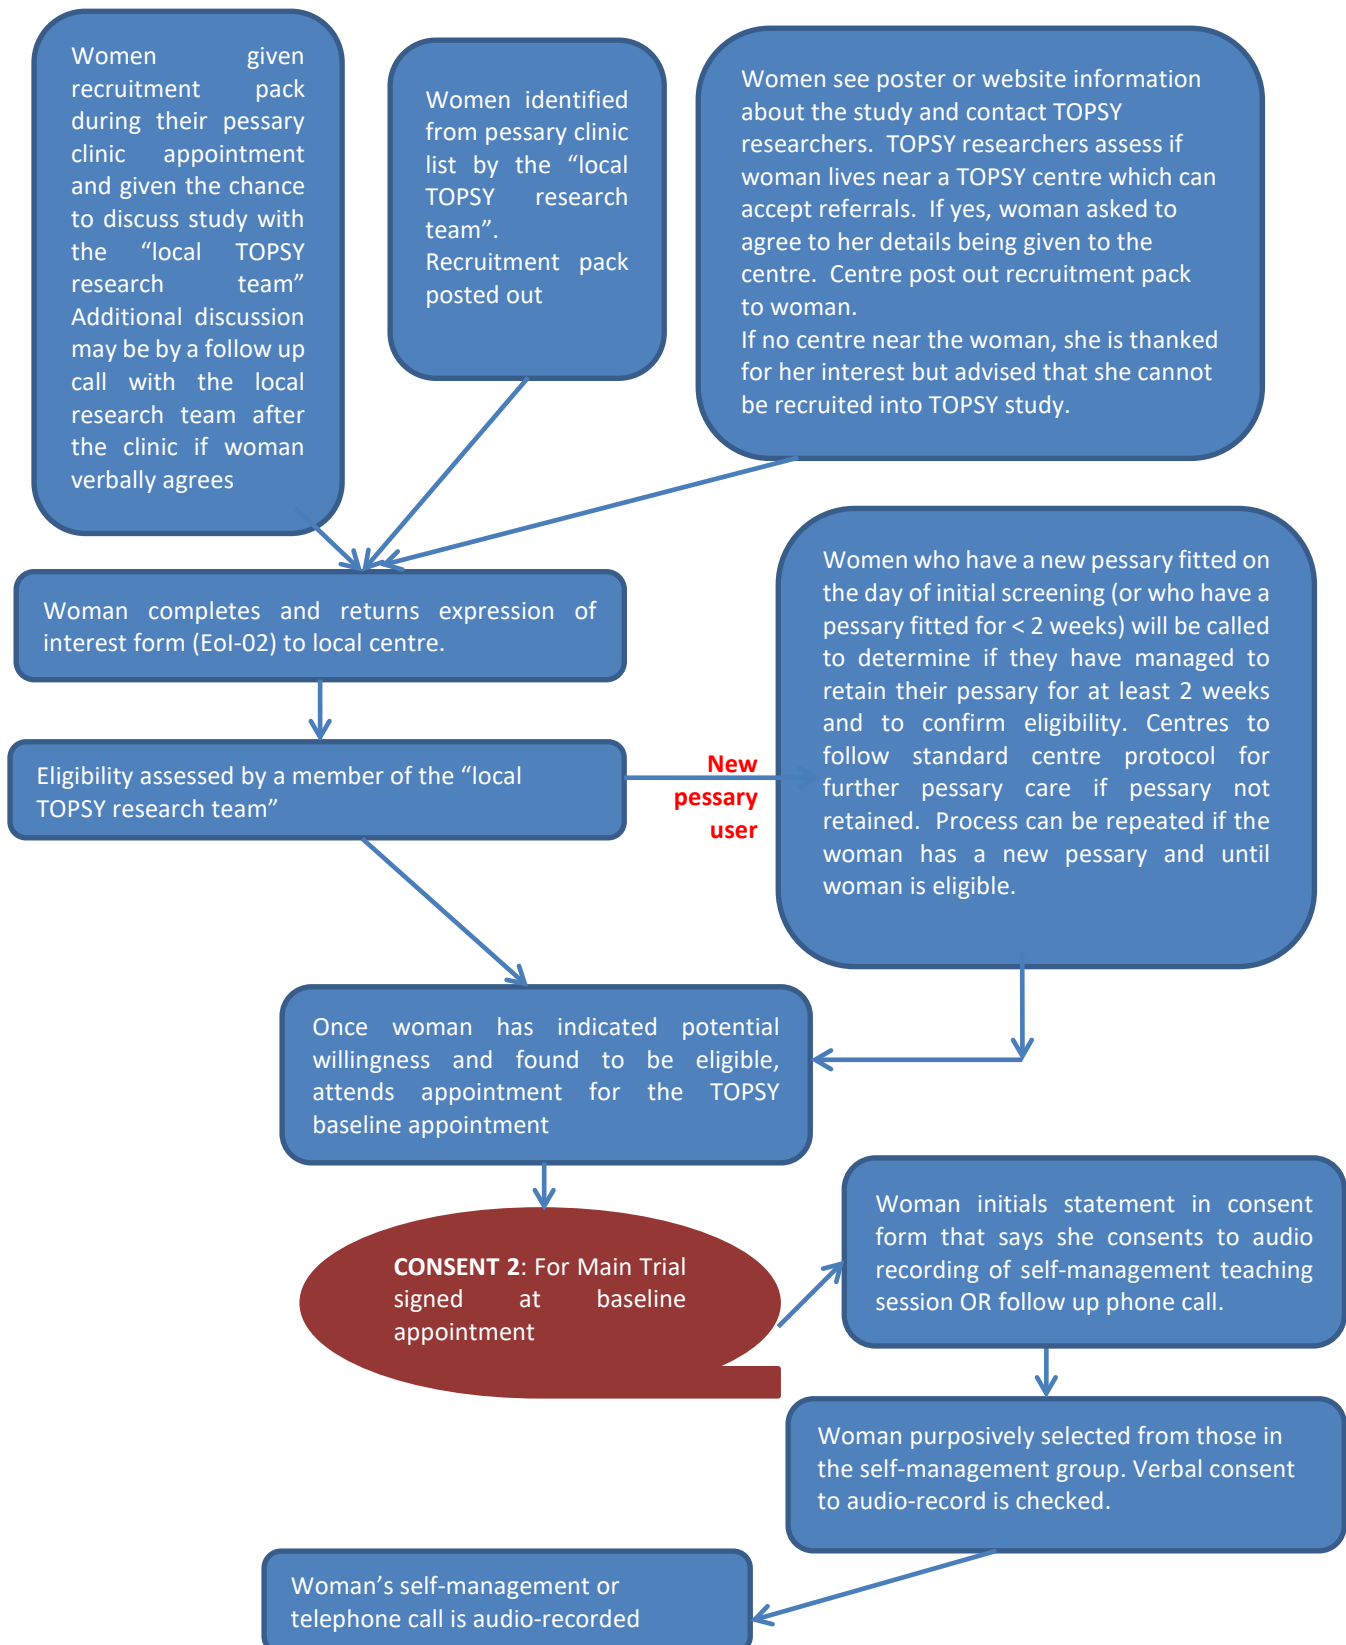 Women given
recruitment pack
during their pessary
clinic appointment
and given the chance
to discuss study with
the “local TOPSY
research team”
Additional discussion
may be by a follow up
call with the local
research team after
the clinic if woman
verbally agrees
Women identified
from pessary clinic
list by the “local
TOPSY research
team”.
Recruitment pack
posted out
Women see poster or website information
about the study and contact TOPSY
researchers. TOPSY researchers assess if
woman lives near a TOPSY centre which can
accept referrals. If yes, woman asked to
agree to her details being given to the
centre. Centre post out recruitment pack
to woman.
If no centre near the woman, she is thanked
for her interest but advised that she cannot
be recruited into TOPSY study.
Woman completes and returns expression of
interest form (EoI-02) to local centre.
Eligibility assessed by a member of the “local
TOPSY research team”
New
pessary
user
Women who have a new pessary fitted on
the day of initial screening (or who have a
pessary fitted for < 2 weeks) will be called
to determine if they have managed to
retain their pessary for at least 2 weeks
and to confirm eligibility. Centres to
follow standard centre protocol for
further pessary care if pessary not
retained. Process can be repeated if the
woman has a new pessary and until
woman is eligible.
Once woman has indicated potential
willingness and found to be eligible,
attends appointment for the TOPSY
baseline appointment
CONSENT 2: For Main Trial
signed at baseline
appointment
Woman initials statement in consent
form that says she consents to audio
recording of self-management teaching
session OR follow up phone call.
Woman purposively selected from those in
the self-management group. Verbal consent
to audio-record is checked.
Woman’s self-management or
telephone call is audio-recorded